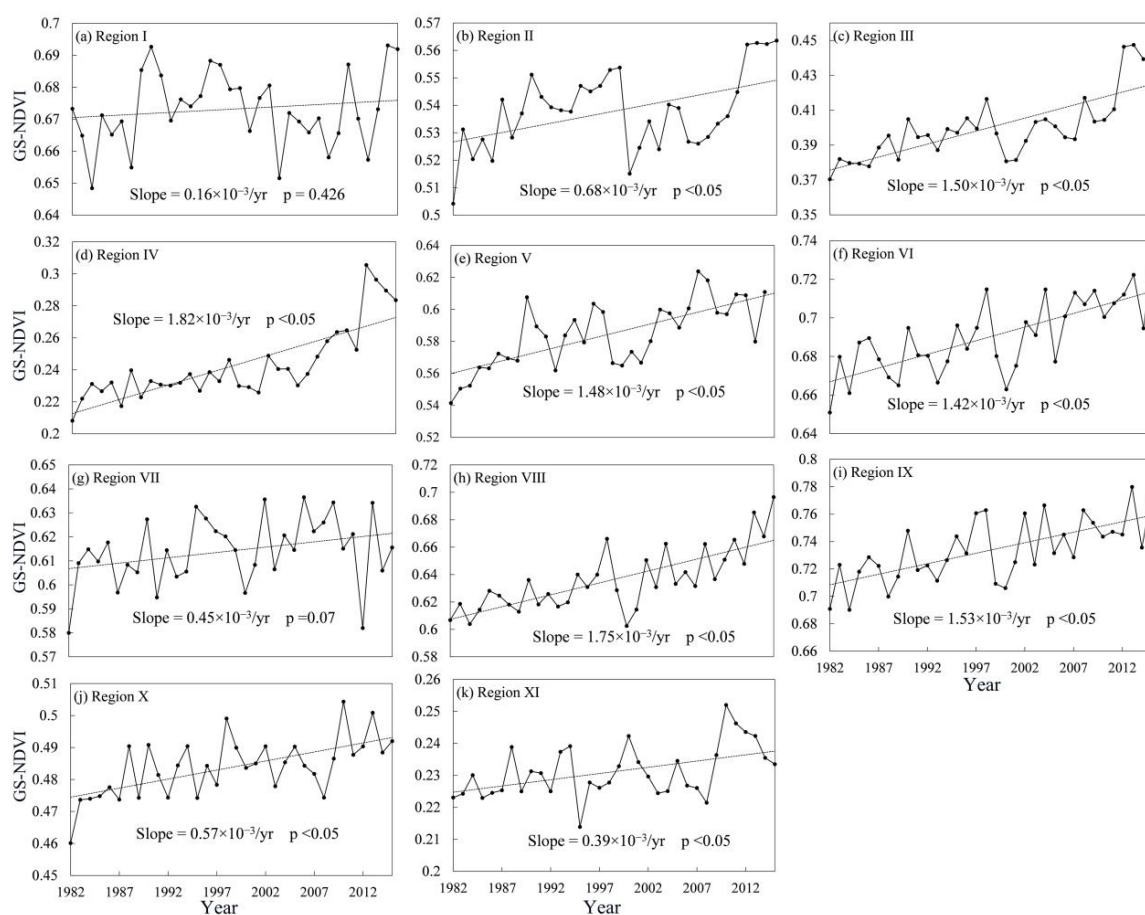 GS-NDVI
0.7
0.69
0.68
0.67
0.66
0.65
0.64
(a) Region I
Slope = 0.16×10⁻³/yr p = 0.426
0.57
0.56
0.55
0.54
0.53
0.52
0.51
0.5
(b) Region II
Slope = 0.68×10⁻³/yr p <0.05
0.45
0.43
0.41
0.39
0.37
0.35
(c) Region III
Slope = 1.50×10⁻³/yr p <0.05
GS-NDVI
0.32
0.3
0.28
0.26
0.24
0.22
0.2
(d) Region IV
Slope = 1.82×10⁻³/yr p <0.05
0.64
0.62
0.6
0.58
0.56
0.54
0.52
(e) Region V
Slope = 1.48×10⁻³/yr p <0.05
0.74
0.72
0.7
0.68
0.66
0.64
(f) Region VI
Slope = 1.42×10⁻³/yr p <0.05
GS-NDVI
0.65
0.64
0.63
0.62
0.61
0.6
0.59
0.58
0.57
(g) Region VII
Slope = 0.45×10⁻³/yr p =0.07
0.72
0.7
0.68
0.66
0.64
0.62
0.6
0.58
(h) Region VIII
Slope = 1.75×10⁻³/yr p <0.05
0.8
0.78
0.76
0.74
0.72
0.7
0.68
0.66
(i) Region IX
Slope = 1.53×10⁻³/yr p <0.05
1982 1987 1992 1997 2002 2007 2012
Year
GS-NDVI
0.51
0.5
0.49
0.48
0.47
0.46
0.45
(j) Region X
Slope = 0.57×10⁻³/yr p <0.05
1982 1987 1992 1997 2002 2007 2012
Year
0.26
0.25
0.24
0.23
0.22
0.21
0.2
(k) Region XI
Slope = 0.39×10⁻³/yr p <0.05
1982 1987 1992 1997 2002 2007 2012
Year